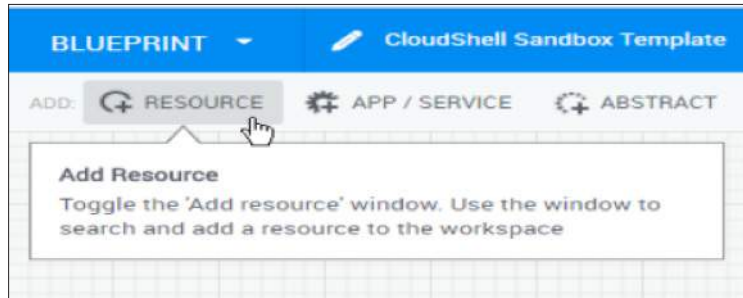 BLUEPRINT CloudShell Sandbox Template
ADD: RESOURCE APP / SERVICE ABSTRACT
Add Resource
Toggle the 'Add resource' window. Use the window to
search and add a resource to the workspace